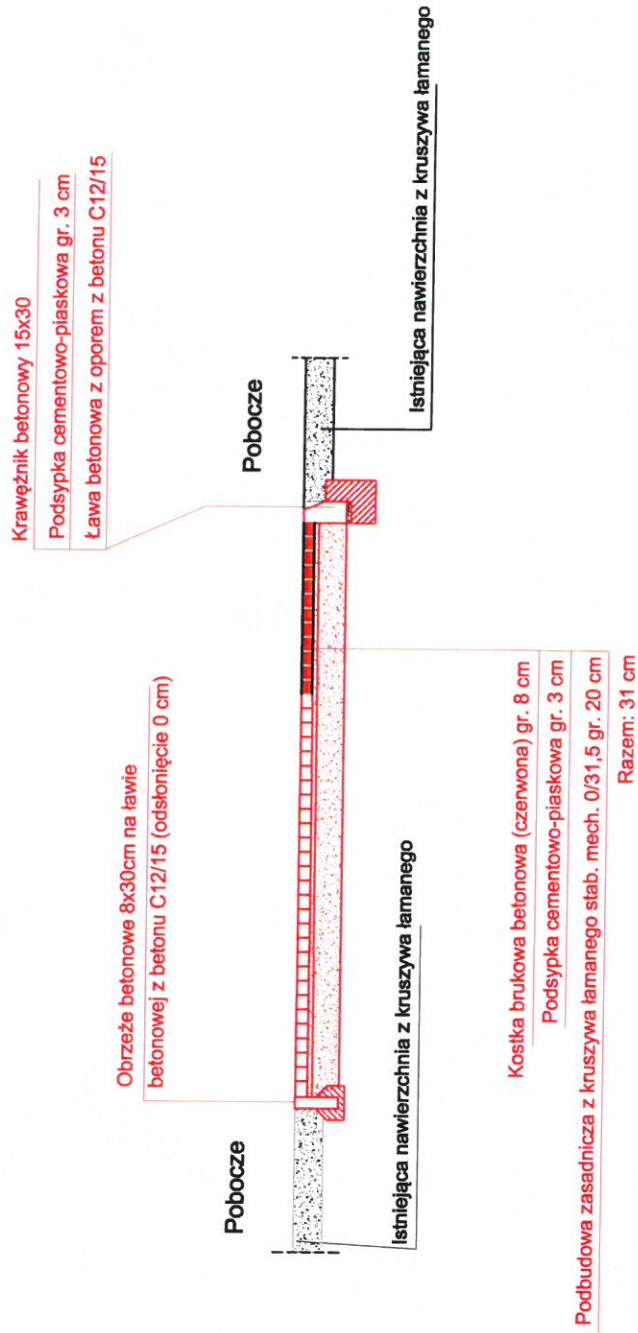 Krawężnik betonowy 15x30
Podsypka cementowo-piaskowa gr. 3 cm
Ława betonowa z oporem z betonu C12/15
Obrzeże betonowe 8x30cm na ławie
betonowej z betonu C12/15 (odsłonięcie 0 cm)
Pobocze
Pobocze
Istniejąca nawierzchnia z kruszywa łamanego
Istniejąca nawierzchnia z kruszywa łamanego
Kostka brukowa betonowa (czerwona) gr. 8 cm
Podsypka cementowo-piaskowa gr. 3 cm
Podbudowa zasadnicza z kruszywa łamanego stab. mech. 0/31,5 gr. 20 cm
Razem: 31 cm